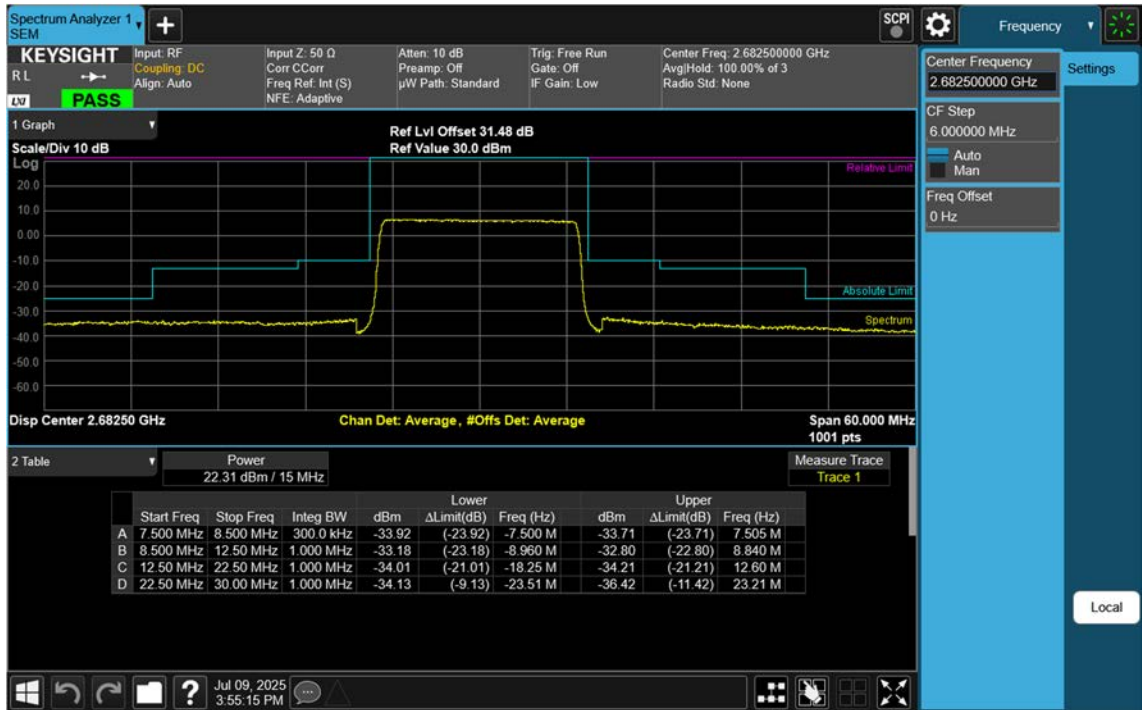 Spectrum Analyzer 1
SEM
+
SCPI
Frequency
KEYSIGHT
R L
LXI
PASS
Input: RF
Coupling: DC
Align: Auto
Input Z: 50 Ω
Corr CCorr
Freq Ref: Int (S)
NFE: Adaptive
Atten: 10 dB
Preamp: Off
µW Path: Standard
Trig: Free Run
Gate: Off
IF Gain: Low
Center Freq: 2.682500000 GHz
Avg|Hold: 100.00% of 3
Radio Std: None
Center Frequency
2.682500000 GHz
Settings
CF Step
6.000000 MHz
Auto
Man
Freq Offset
0 Hz
1 Graph
Scale/Div 10 dB
Ref Lvl Offset 31.48 dB
Ref Value 30.0 dBm
Log
20.0
10.0
0.00
-10.0
-20.0
-30.0
-40.0
-50.0
-60.0
Relative Limit
Absolute Limit
Spectrum
Disp Center 2.68250 GHz
Chan Det: Average, #Offs Det: Average
Span 60.000 MHz
1001 pts
2 Table
Power
22.31 dBm / 15 MHz
Measure Trace
Trace 1
Lower Upper
Start Freq Stop Freq Integ BW dBm ΔLimit(dB) Freq (Hz) dBm ΔLimit(dB) Freq (Hz)
A 7.500 MHz 8.500 MHz 300.0 kHz -33.92 (-23.92) -7.500 M -33.71 (-23.71) 7.505 M
B 8.500 MHz 12.50 MHz 1.000 MHz -33.18 (-23.18) -8.960 M -32.80 (-22.80) 8.840 M
C 12.50 MHz 22.50 MHz 1.000 MHz -34.01 (-21.01) -18.25 M -34.21 (-21.21) 12.60 M
D 22.50 MHz 30.00 MHz 1.000 MHz -34.13 (-9.13) -23.51 M -36.42 (-11.42) 23.21 M
Local
?
Jul 09, 2025
3:55:15 PM